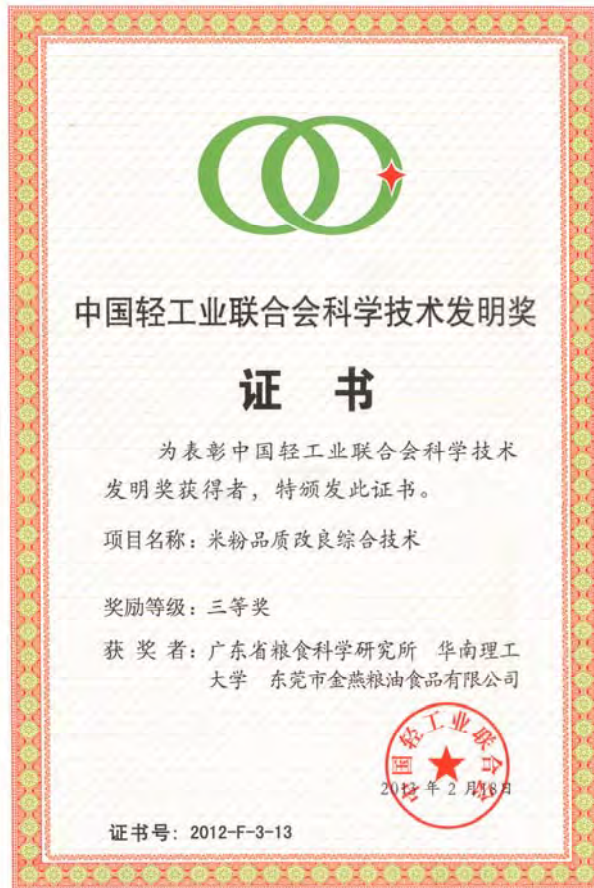 中国轻工业联合会科学技术发明奖
证 书
为表彰中国轻工业联合会科学技术
发明奖获得者，特颁发此证书。
项目名称：米粉品质改良综合技术
奖励等级：三等奖
获 奖 者：广东省粮食科学研究所 华南理工
大学 东莞市金燕粮油食品有限公司
中国轻工业联合会
2013 年 2 月 18日
证书号：2012-F-3-13